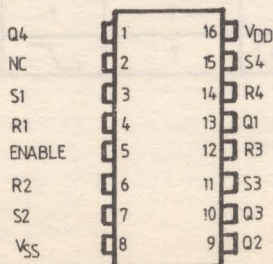 Q4 1 16 VDD
NC 2 15 S4
S1 3 14 R4
R1 4 13 Q1
ENABLE 5 12 R3
R2 6 11 S3
S2 7 10 Q3
VSS 8 9 Q2